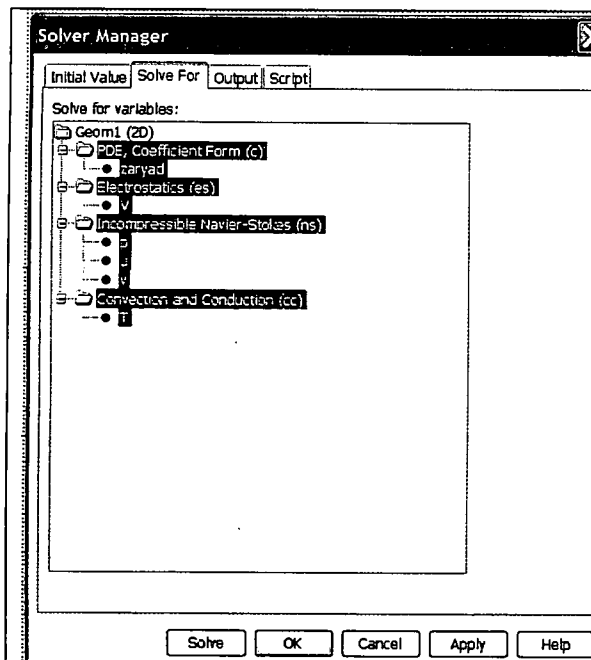 Solver Manager
Initial Value Solve For Output Script
Solve for variables:
Geom1 (2D)
PDE, Coefficient Form (c)
zaryad
Electrostatics (es)
V
Incompressible Navier-Stokes (ns)
Convection and Conduction (cc)
T
Solve OK Cancel Apply Help